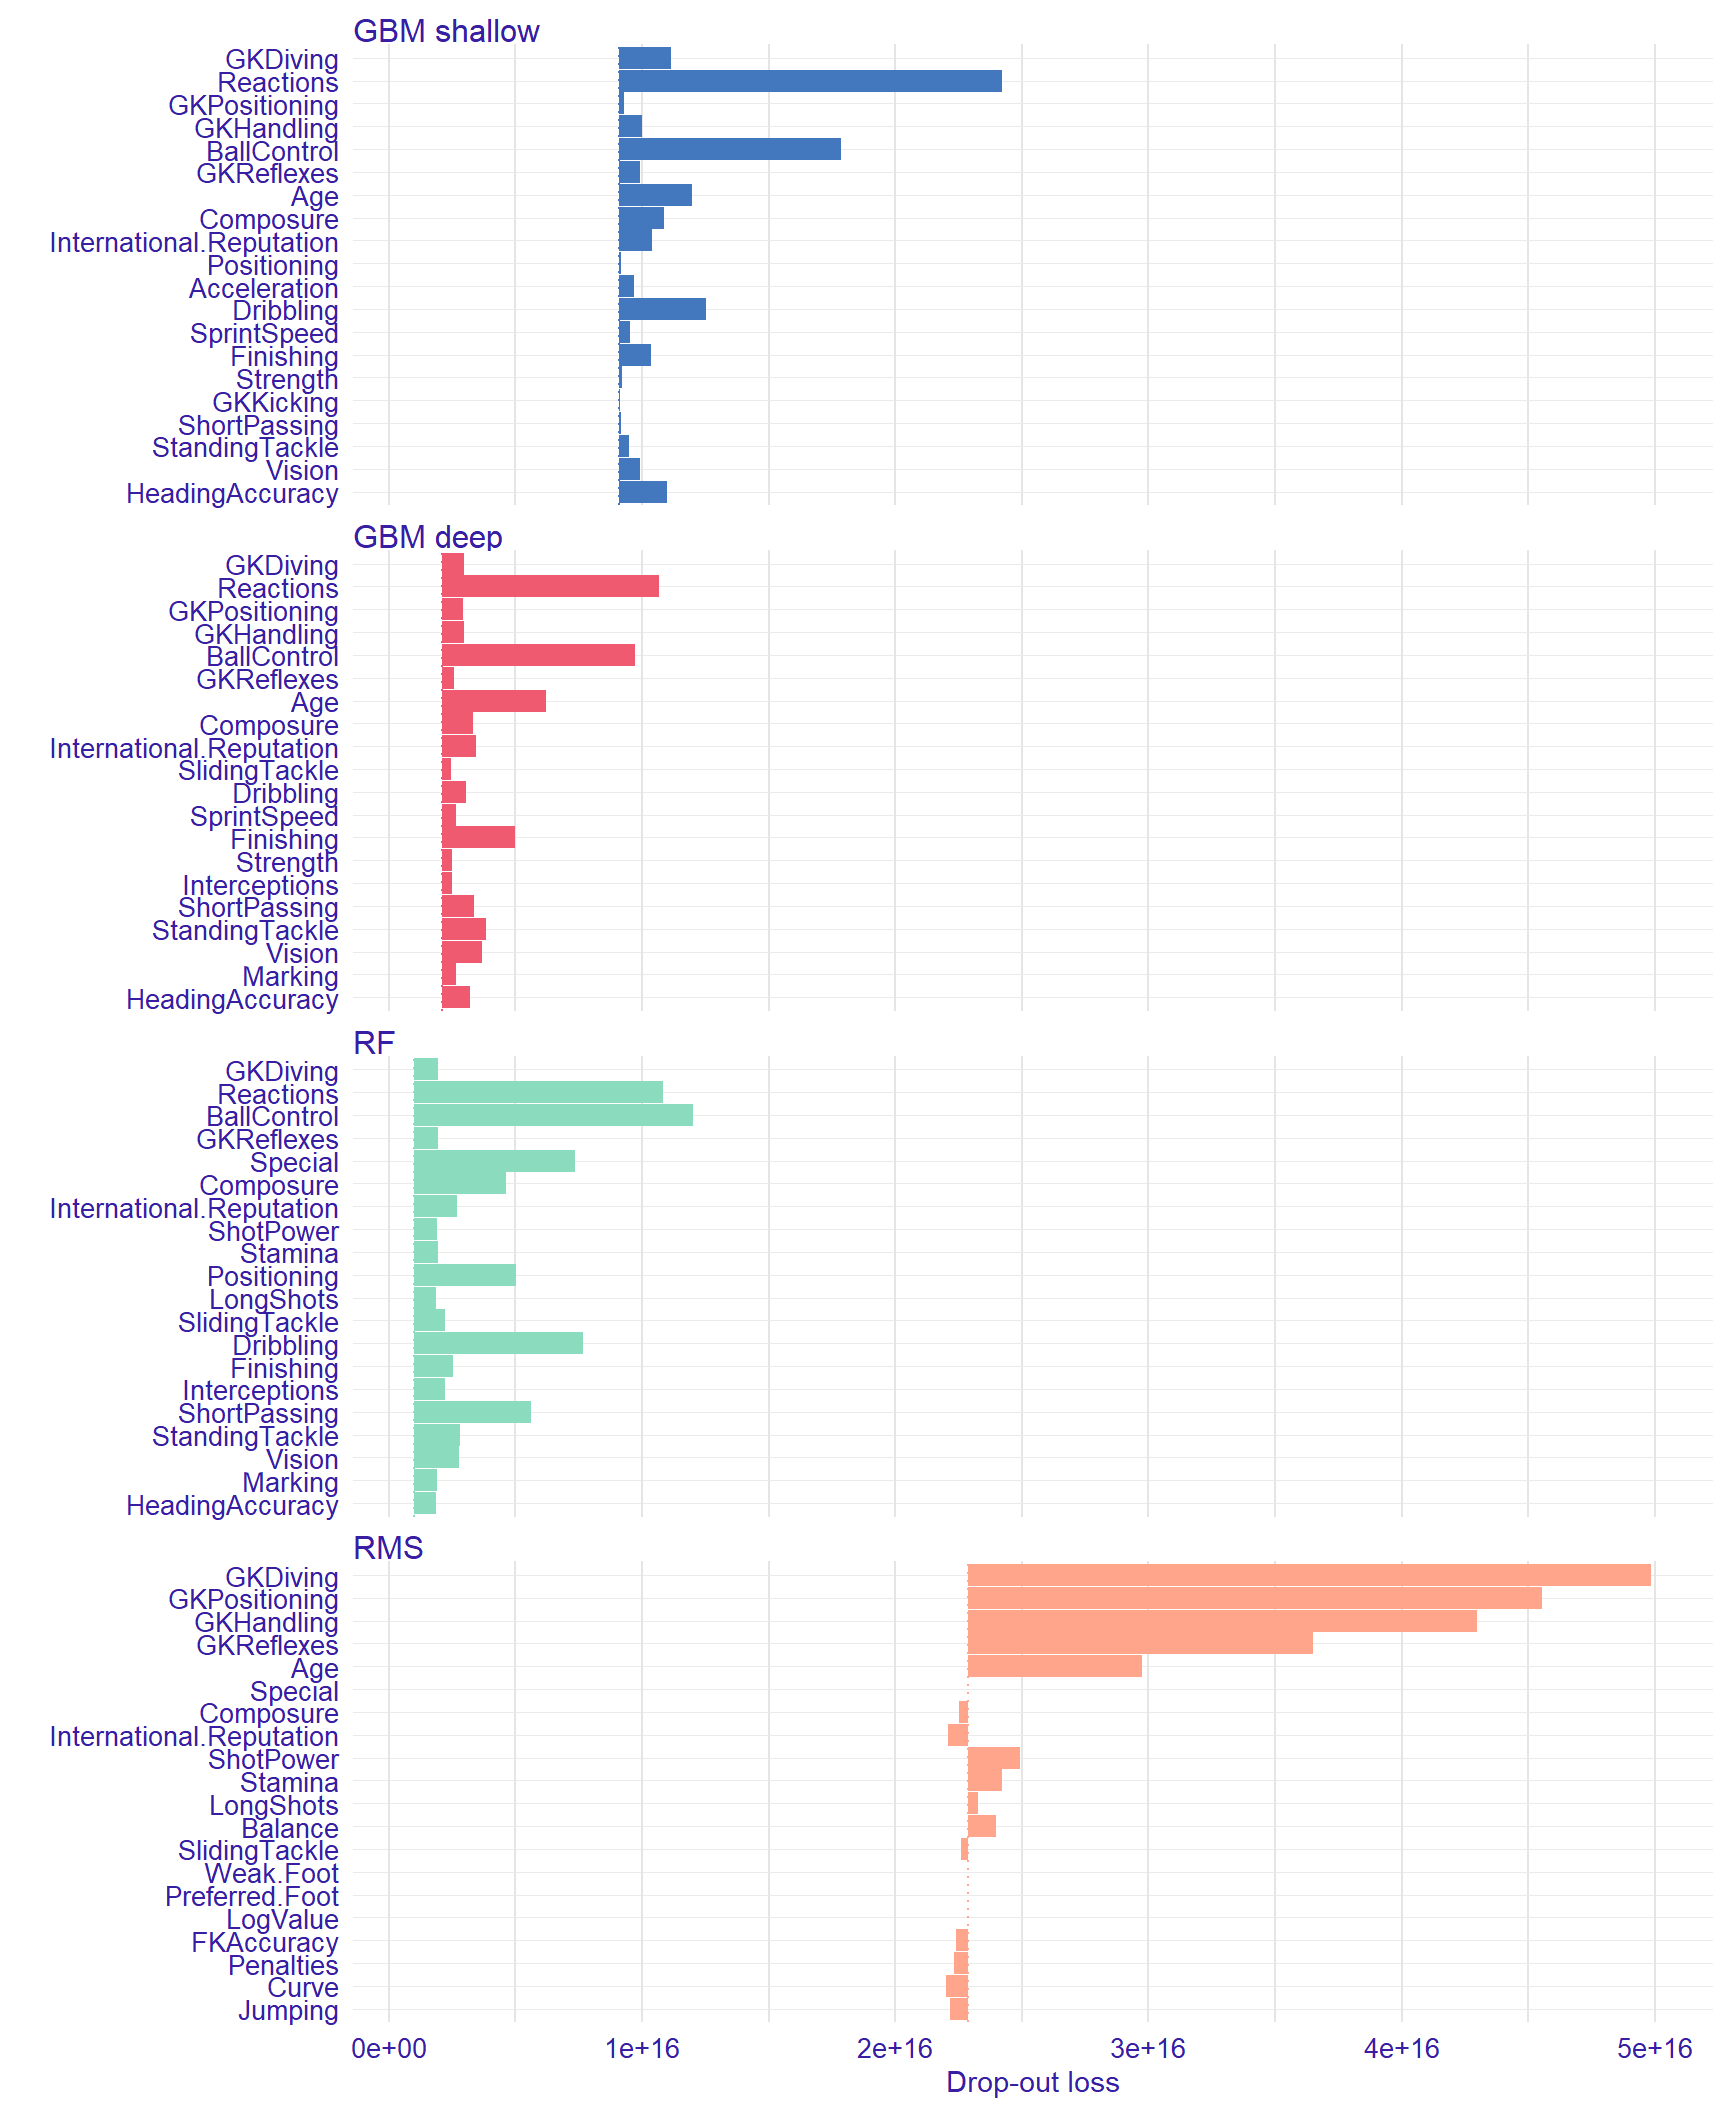 GBM shallow
GKDiving
Reactions
GKPositioning
GKHandling
BallControl
GKReflexes
Age
Composure
International.Reputation
Positioning
Acceleration
Dribbling
SprintSpeed
Finishing
Strength
GKKicking
ShortPassing
StandingTackle
Vision
HeadingAccuracy
GBM deep
GKDiving
Reactions
GKPositioning
GKHandling
BallControl
GKReflexes
Age
Composure
International.Reputation
SlidingTackle
Dribbling
SprintSpeed
Finishing
Strength
Interceptions
ShortPassing
StandingTackle
Vision
Marking
HeadingAccuracy
RF
GKDiving
Reactions
BallControl
GKReflexes
Special
Composure
International.Reputation
ShotPower
Stamina
Positioning
LongShots
SlidingTackle
Dribbling
Finishing
Interceptions
ShortPassing
StandingTackle
Vision
Marking
HeadingAccuracy
RMS
GKDiving
GKPositioning
GKHandling
GKReflexes
Age
Special
Composure
International.Reputation
ShotPower
Stamina
LongShots
Balance
SlidingTackle
Weak.Foot
Preferred.Foot
LogValue
FKAccuracy
Penalties
Curve
Jumping
0e+00 1e+16 2e+16 3e+16 4e+16 5e+16
Drop-out loss